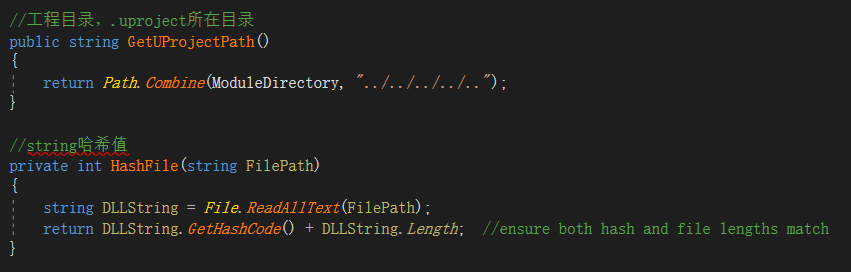 //工程目录，.uproject所在目录
public string GetUProjectPath()
{
return Path.Combine(ModuleDirectory, "../../../../..");
}
//string哈希值
private int HashFile(string FilePath)
{
string DLLString = File.ReadAllText(FilePath);
return DLLString.GetHashCode() + DLLString.Length;  //ensure both hash and file lengths match
}